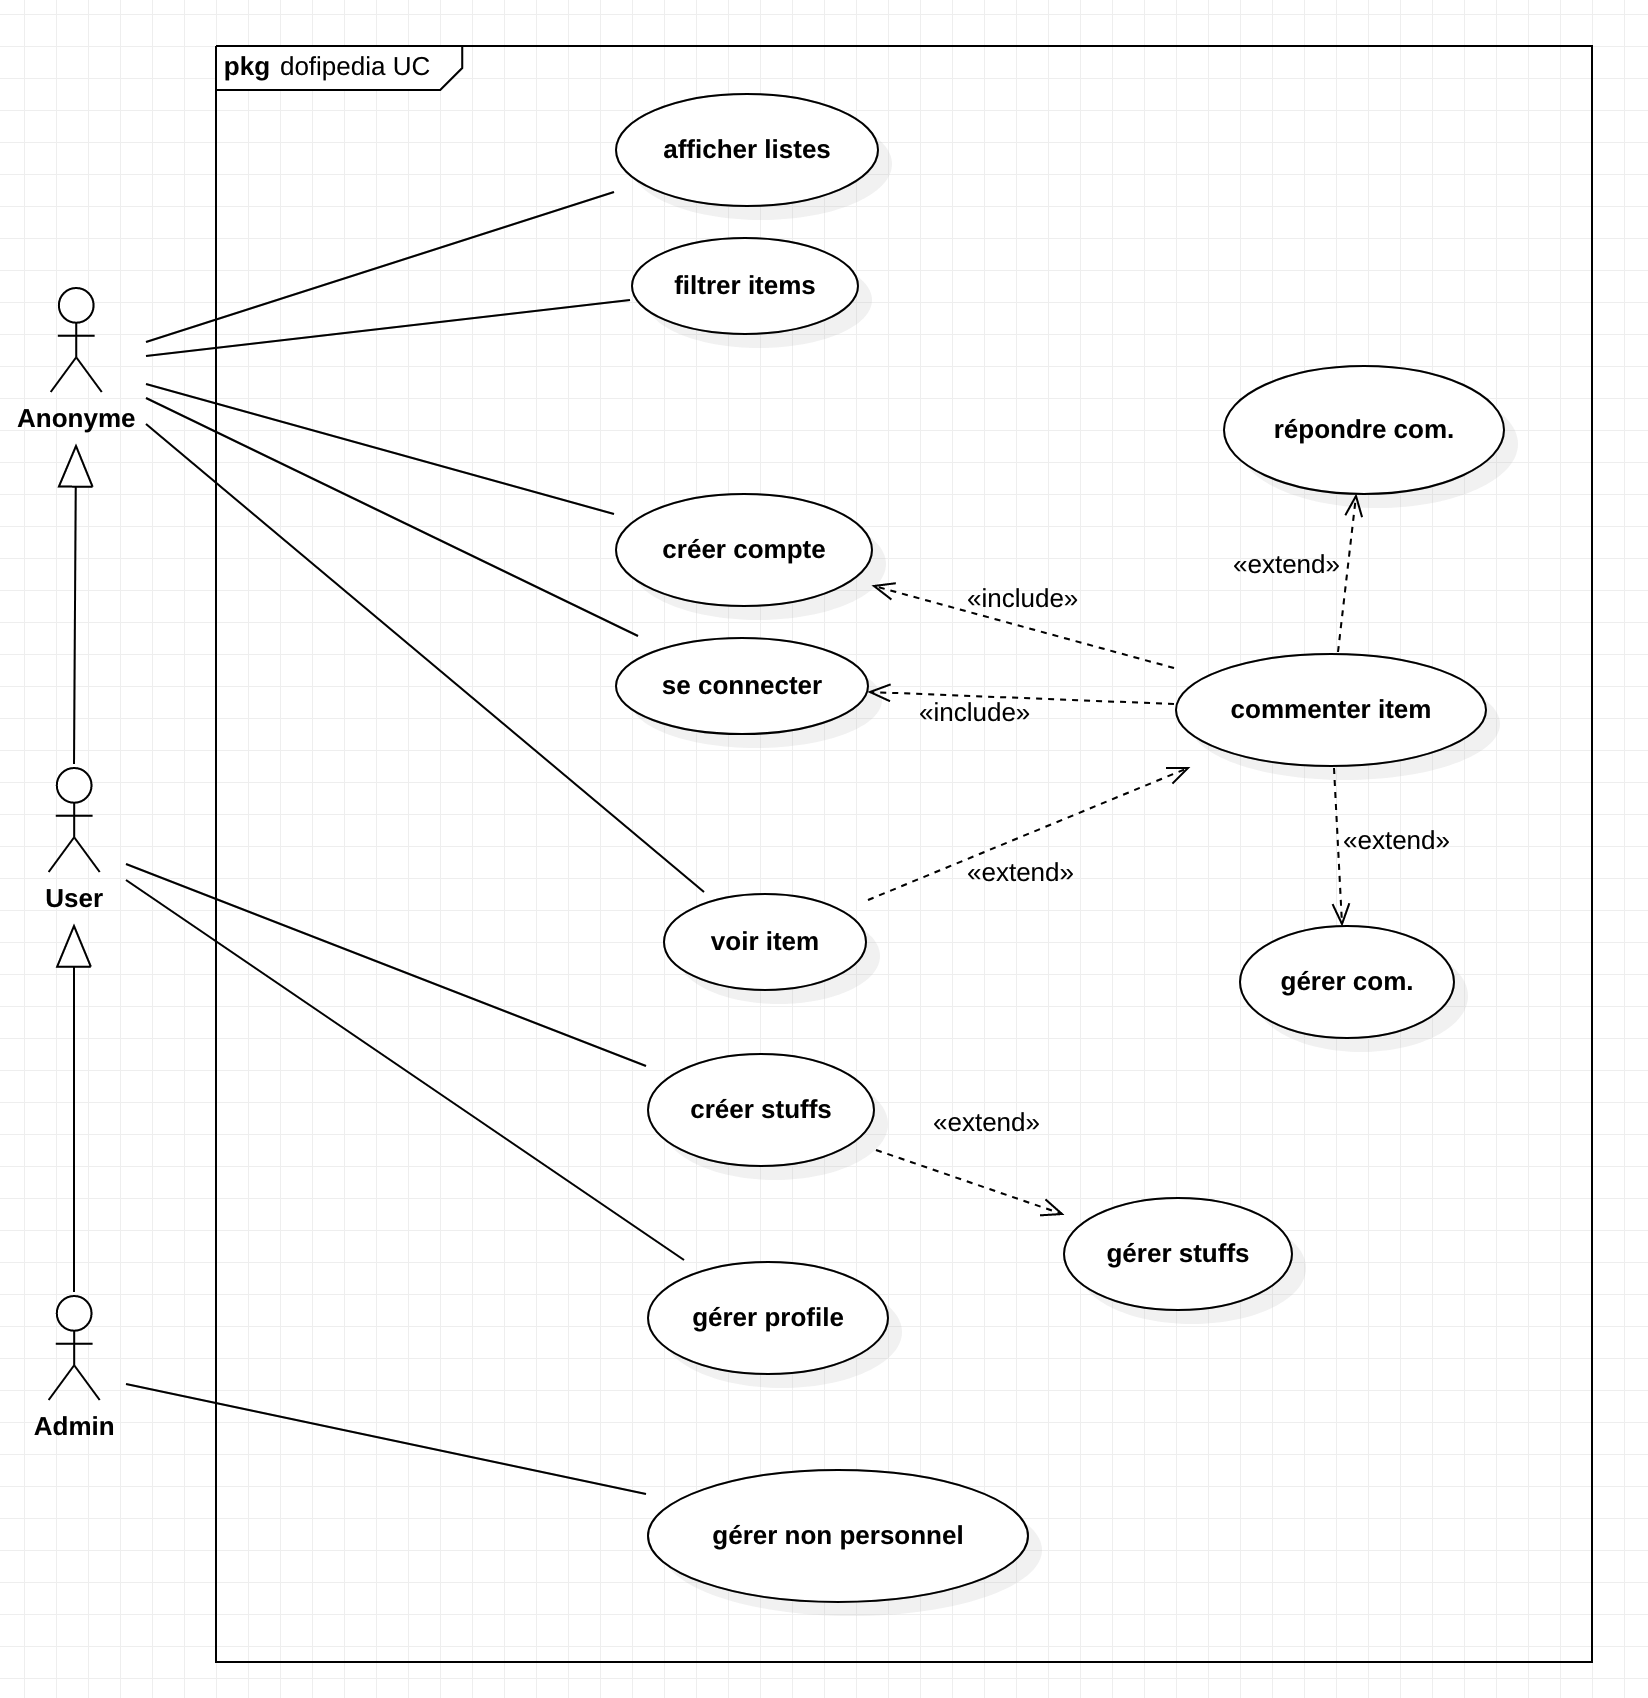 pkg dofipedia UC
afficher listes
filtrer items
Anonyme
répondre com.
créer compte
«extend»
«include»
se connecter
commenter item
«include»
«extend»
«extend»
User
voir item
gérer com.
créer stuffs
«extend»
gérer stuffs
gérer profile
Admin
gérer non personnel